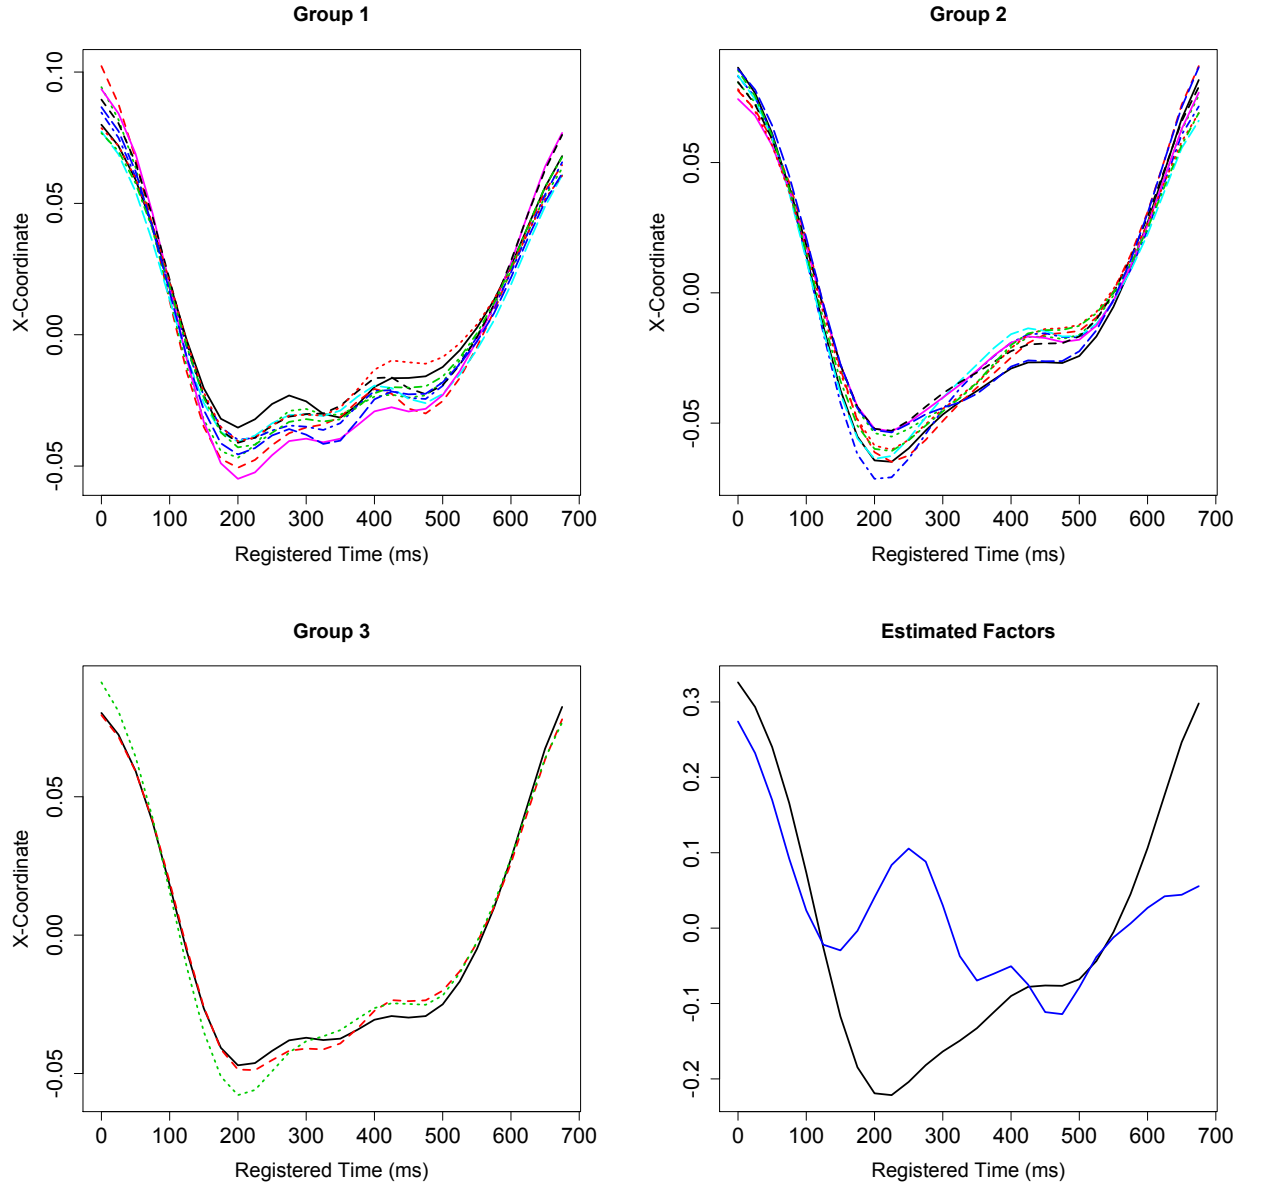 Group 1
0.10
0.05
0.00
-0.05
X-Coordinate
0 100 200 300 400 500 600 700
Registered Time (ms)
Group 2
0.05
0.00
-0.05
X-Coordinate
0 100 200 300 400 500 600 700
Registered Time (ms)
Group 3
0.05
0.00
-0.05
X-Coordinate
0 100 200 300 400 500 600 700
Registered Time (ms)
Estimated Factors
0.3
0.2
0.1
0.0
-0.1
-0.2
0 100 200 300 400 500 600 700
Registered Time (ms)